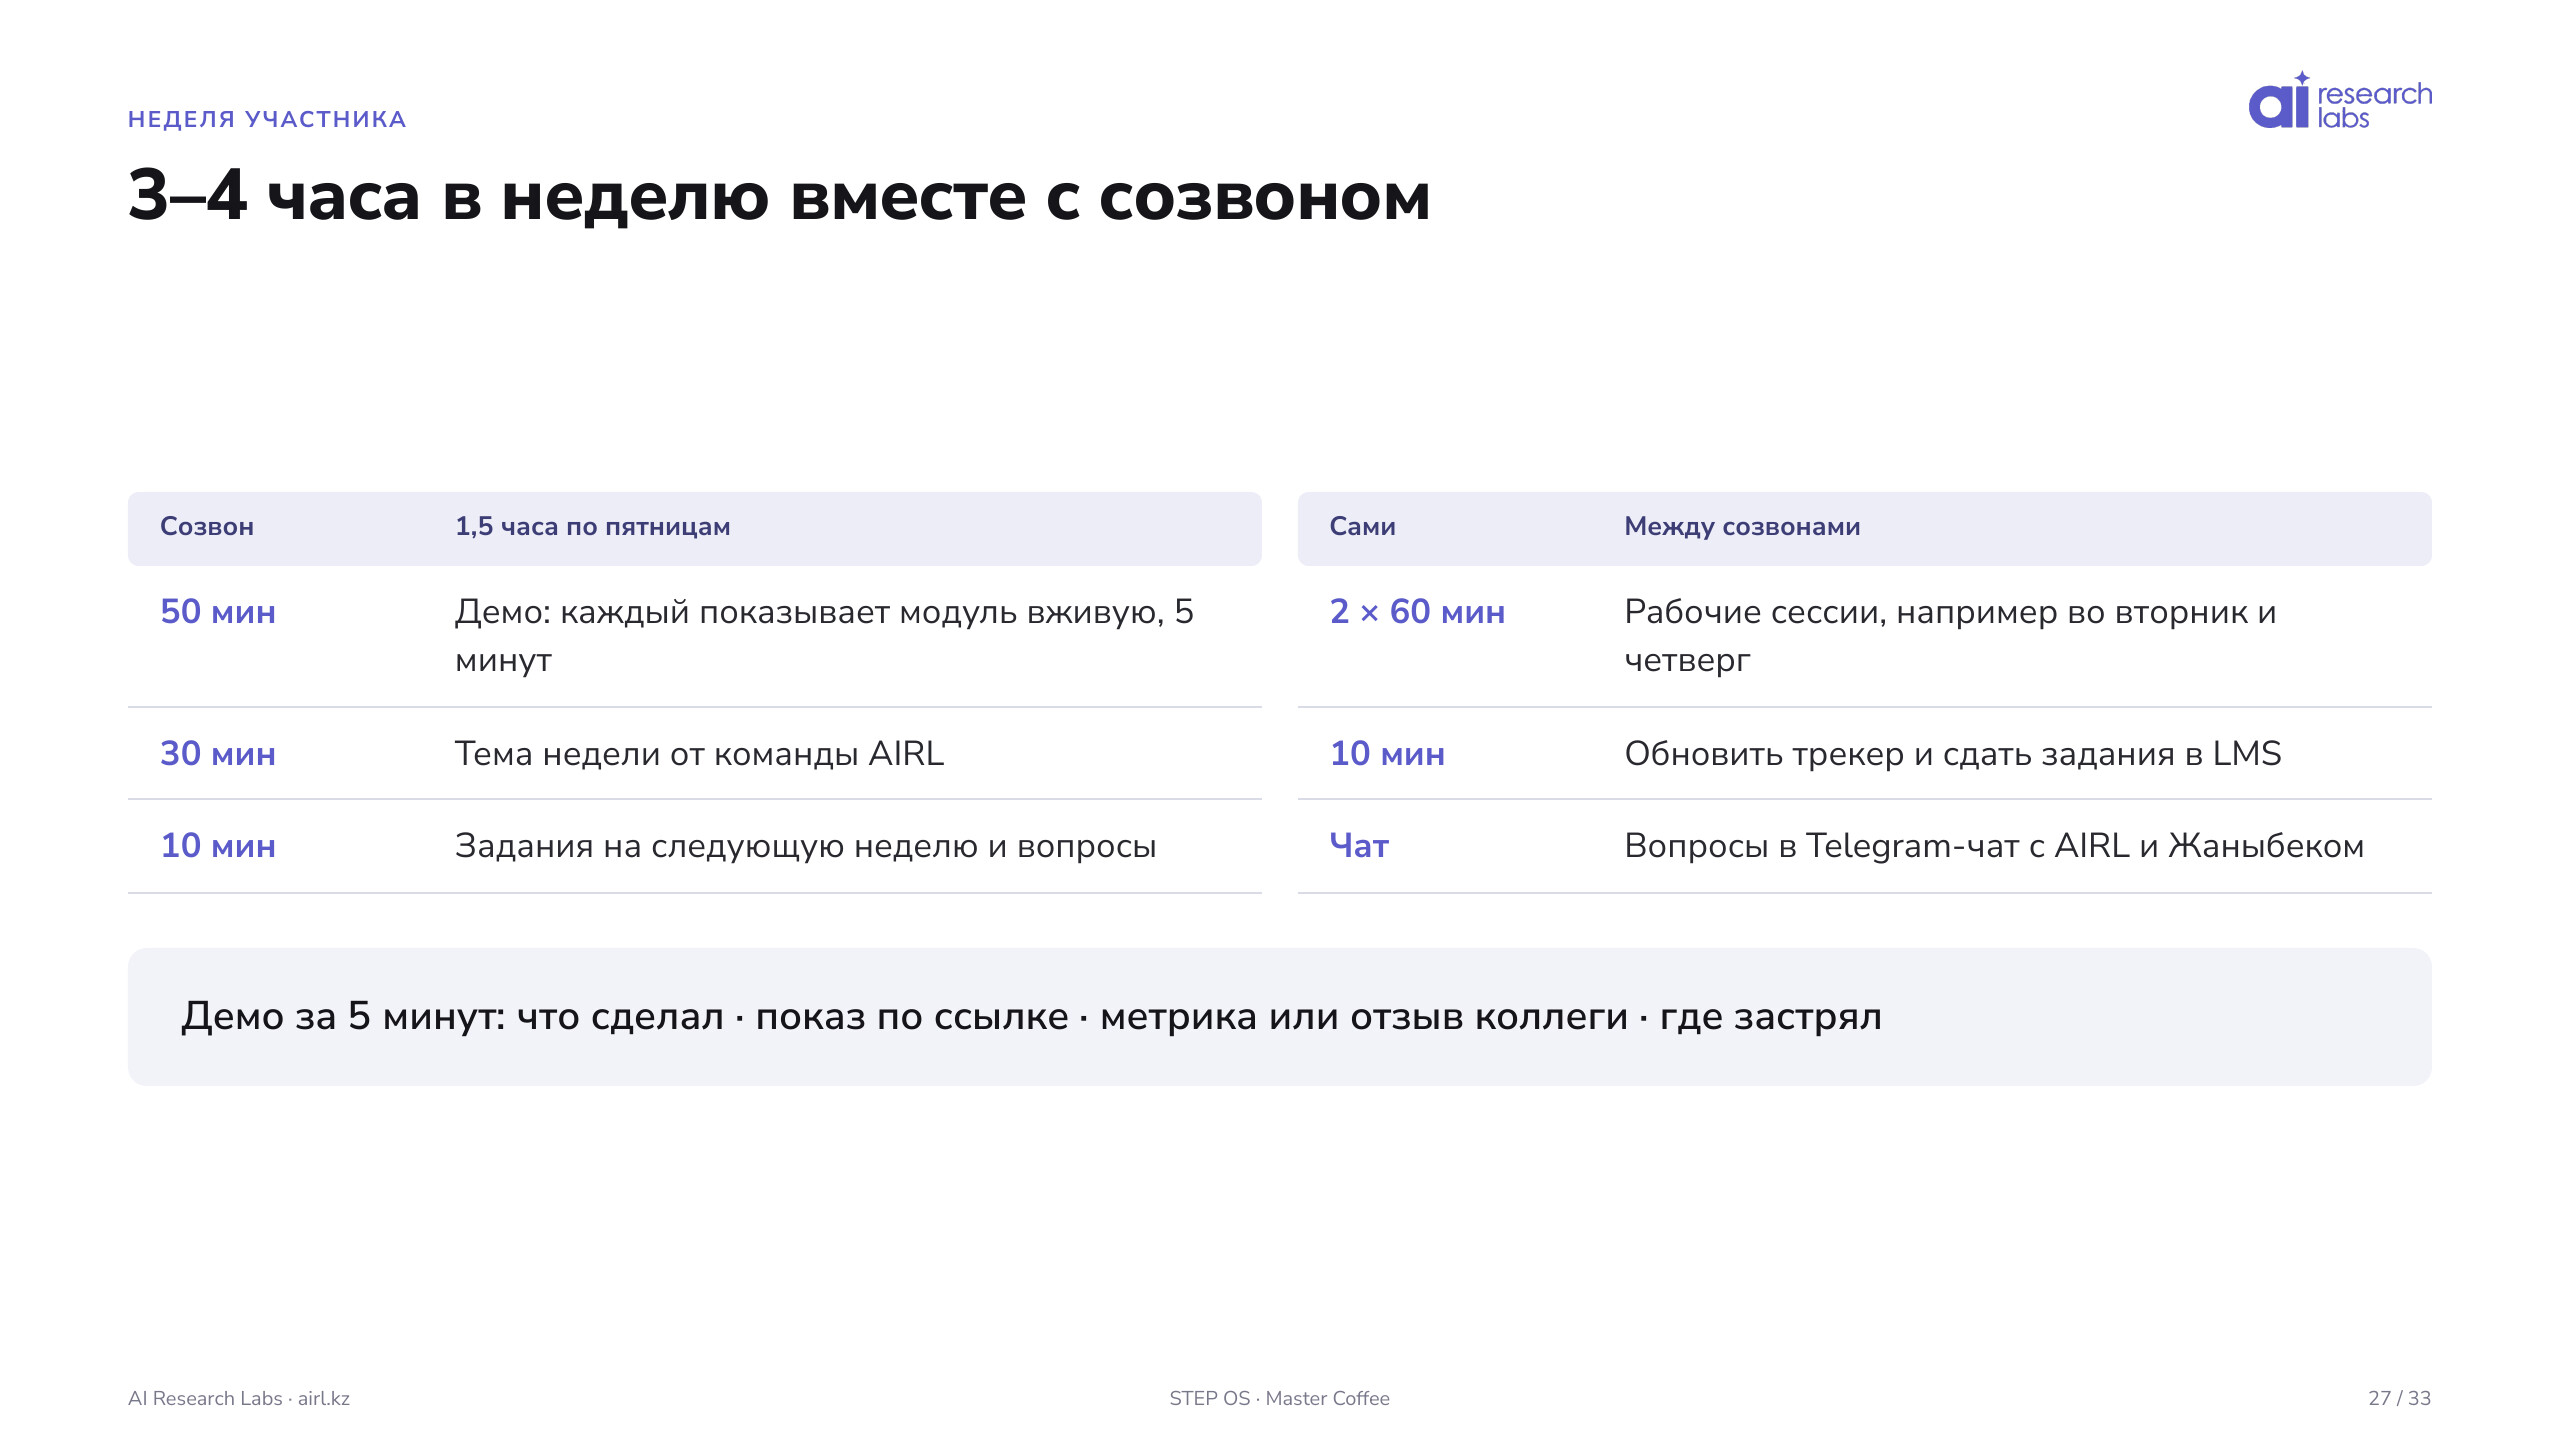 НЕДЕЛЯ УЧАСТНИКА
ai research labs
3–4 часа в неделю вместе с созвоном
Созвон 1,5 часа по пятницам
50 мин Демо: каждый показывает модуль вживую, 5
минут
30 мин Тема недели от команды AIRL
10 мин Задания на следующую неделю и вопросы
Сами Между созвонами
2 × 60 мин Рабочие сессии, например во вторник и
четверг
10 мин Обновить трекер и сдать задания в LMS
Чат Вопросы в Telegram-чат с AIRL и Жаныбеком
Демо за 5 минут: что сделал · показ по ссылке · метрика или отзыв коллеги · где застрял
AI Research Labs · airl.kz
STEP OS · Master Coffee
27 / 33